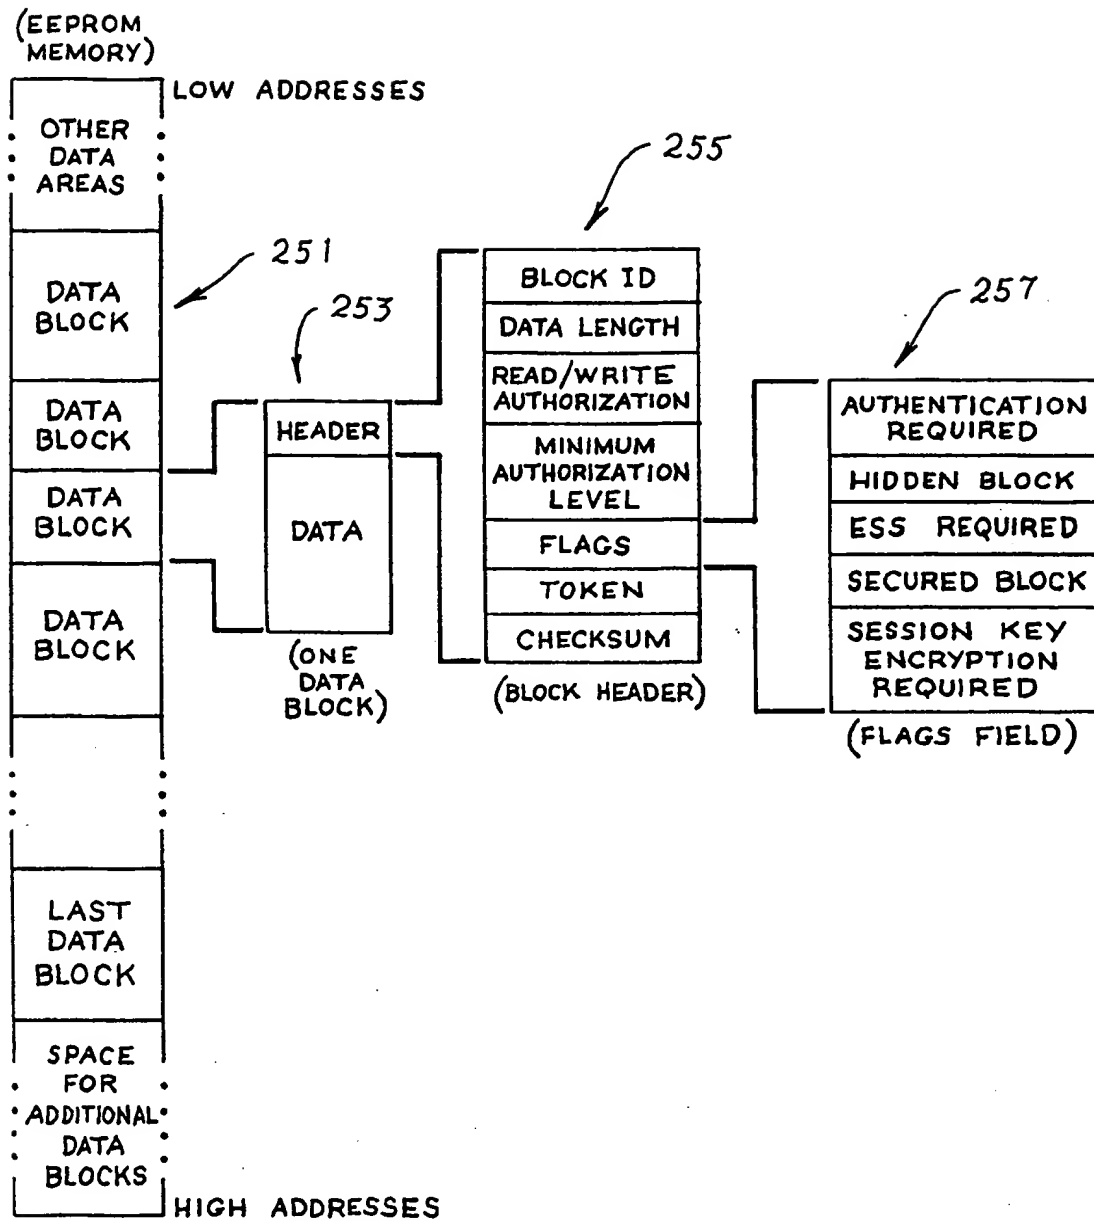 (EEPROM
MEMORY)
LOW ADDRESSES
OTHER
DATA
AREAS
251
DATA
BLOCK
DATA
BLOCK
DATA
BLOCK
DATA
BLOCK
LAST
DATA
BLOCK
SPACE
FOR
ADDITIONAL
DATA
BLOCKS
HIGH ADDRESSES
253
HEADER
DATA
(ONE
DATA
BLOCK)
255
BLOCK ID
DATA LENGTH
READ/WRITE
AUTHORIZATION
MINIMUM
AUTHORIZATION
LEVEL
FLAGS
TOKEN
CHECKSUM
(BLOCK HEADER)
257
AUTHENTICATION
REQUIRED
HIDDEN BLOCK
ESS REQUIRED
SECURED BLOCK
SESSION KEY
ENCRYPTION
REQUIRED
(FLAGS FIELD)